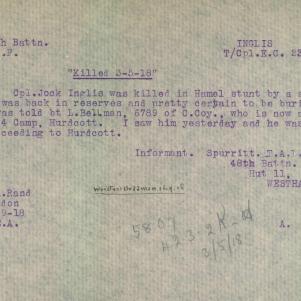 h Battn. INGLIS
.F. T/Cpl.E.C. 23
"Killed 3-5-18"
Cpl.Jock Inglis was killed in Hamel stunt by a s
was back in reserves and pretty certain to be buri
was told bt L.Bellman, 6789 of C.Coy., who is now a
4 Camp, Hurdcott. I saw him yesterday and he was
ceeding to Hurdcott.
Informant. Spurritt. T.A.L
48th Battn.
Hut 11,
WESTHA
.Rand
don
9-18
.A. A.
5807
3/5/18